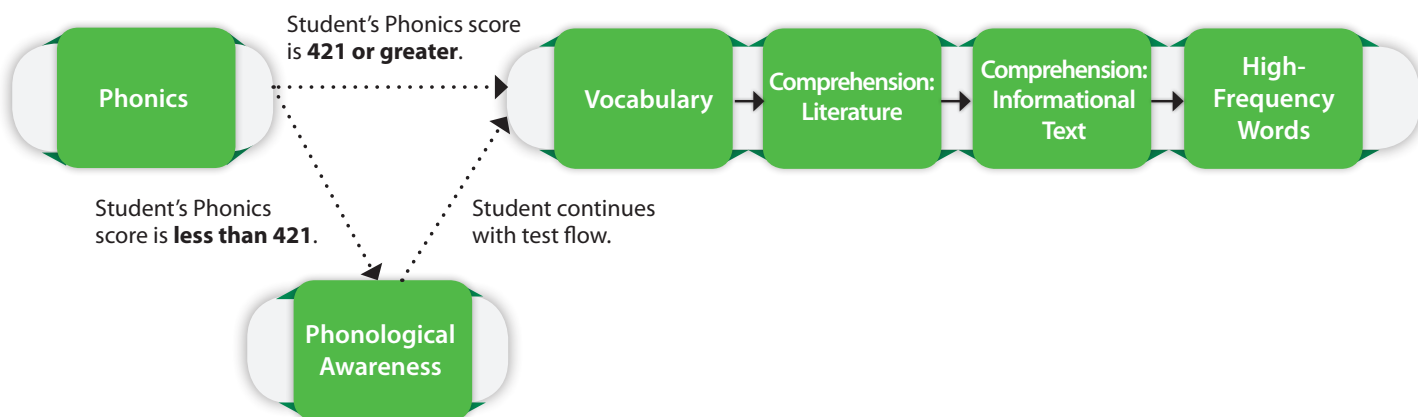 Student’s Phonics score
is 421 or greater.
Phonics
Vocabulary
Comprehension:
Literature
Comprehension:
Informational
Text
High-
Frequency
Words
Student’s Phonics
score is less than 421.
Student continues
with test flow.
Phonological
Awareness